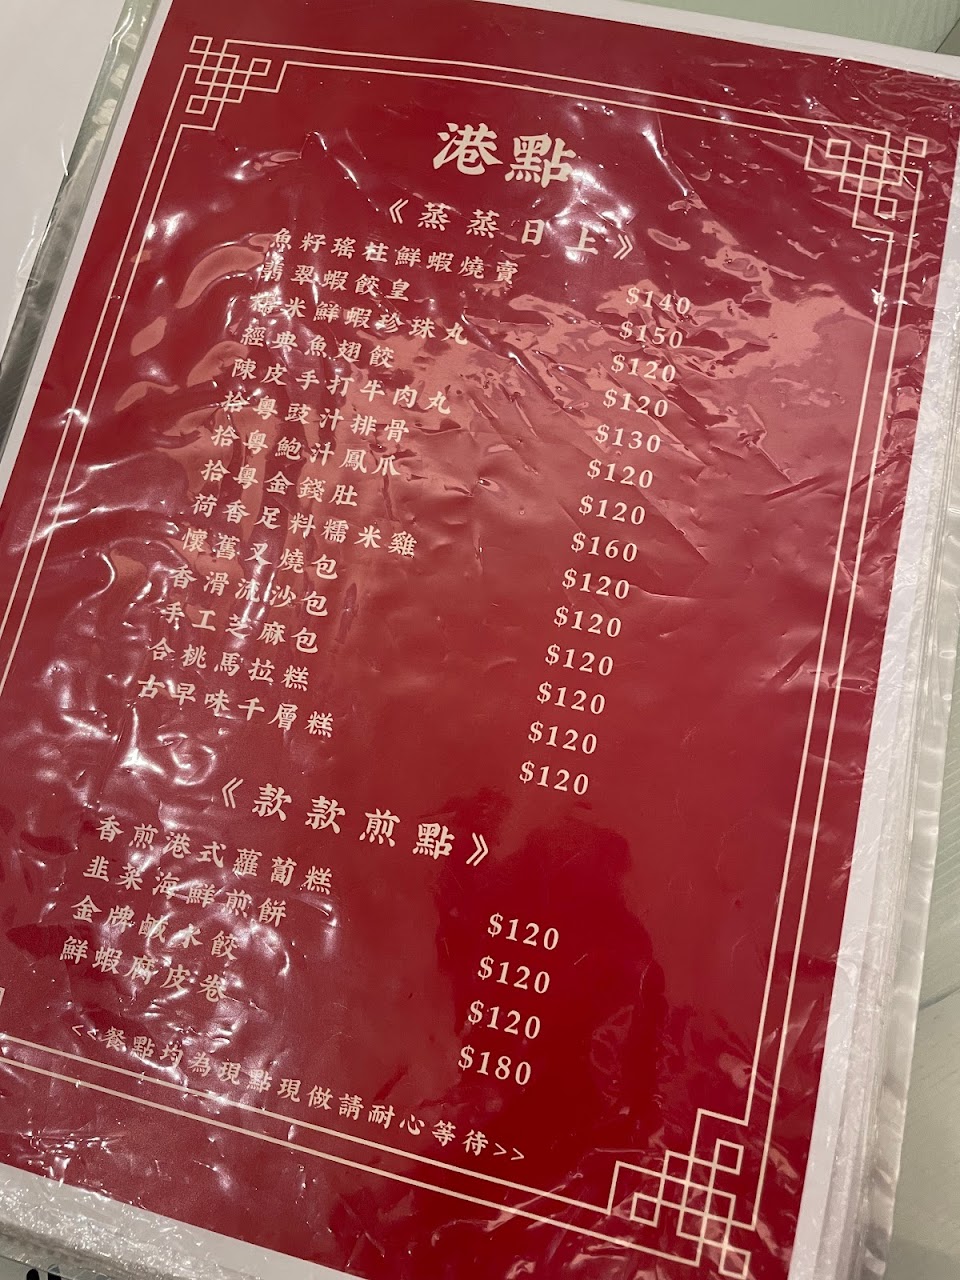 港點
《蒸蒸日上》
魚籽瑤柱鮮蝦燒賣 $140
翡翠蝦餃皇 $150
糯米鮮蝦珍珠丸 $120
經典魚翅餃 $120
陳皮手打牛肉丸 $130
拾粵豉汁排骨 $120
拾粵鮑汁鳳爪 $120
拾粵金錢肚 $160
荷香足料糯米雞 $120
懷舊叉燒包 $120
香滑流沙包 $120
手工芝麻包 $120
合桃馬拉糕 $120
古早味千層糕 $120
《款款煎點》
香煎港式蘿蔔糕 $120
韭菜海鮮煎餅 $120
金牌鹹水餃 $120
鮮蝦腐皮卷 $180
<<餐點均為現點現做請耐心等待>>